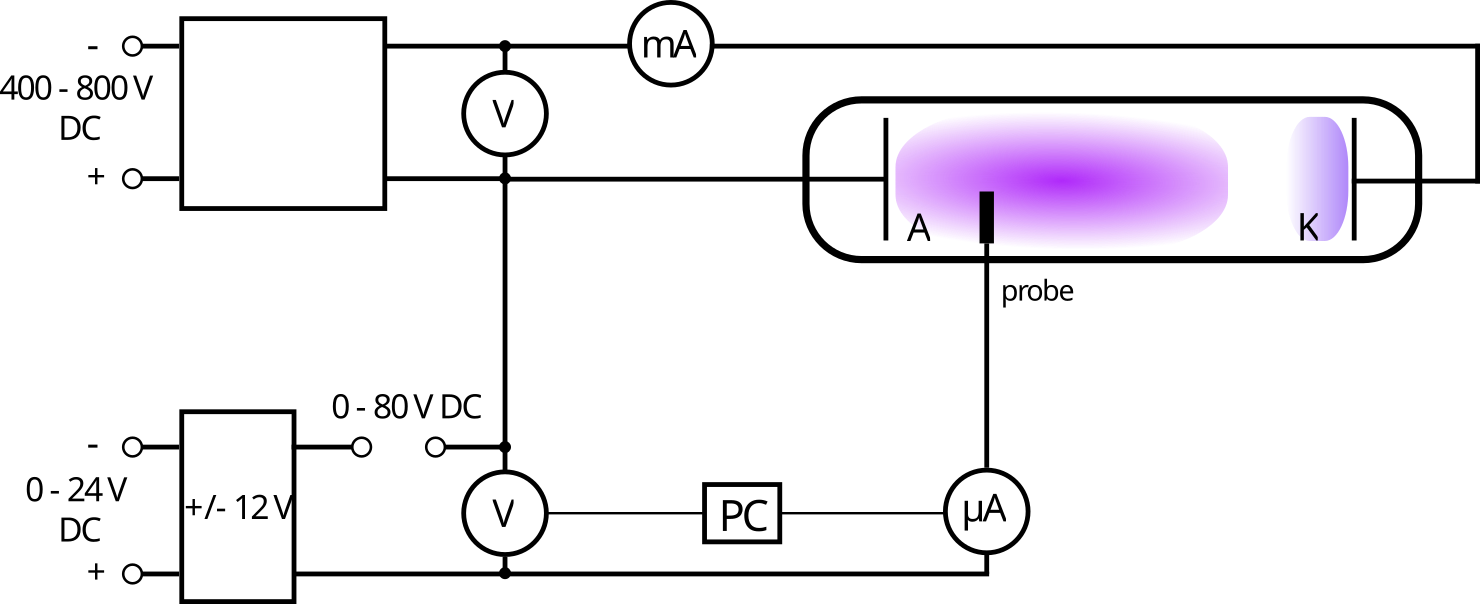 -
400 - 800 V
DC
+
V
mA
A
K
probe
0 - 80 V DC
-
0 - 24 V
DC
+
+/- 12 V
V
PC
µA